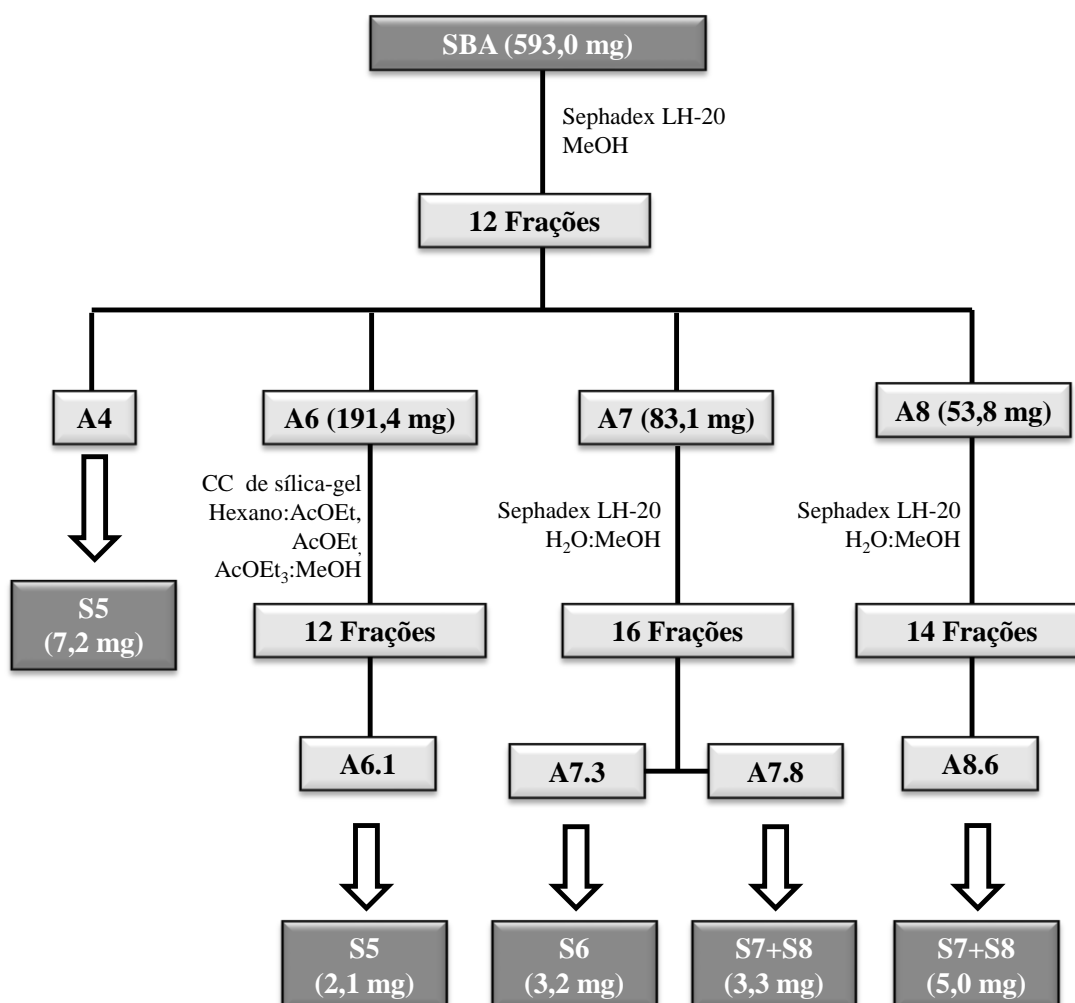 SBA (593,0 mg)
Sephadex LH-20
MeOH
12 Frações
A4
A6 (191,4 mg)
A7 (83,1 mg)
A8 (53,8 mg)
CC de sílica-gel
Hexano:AcOEt,
AcOEt,
AcOEt₃:MeOH
Sephadex LH-20
H₂O:MeOH
Sephadex LH-20
H₂O:MeOH
S5
(7,2 mg)
12 Frações
16 Frações
14 Frações
A6.1
A7.3
A7.8
A8.6
S5
(2,1 mg)
S6
(3,2 mg)
S7+S8
(3,3 mg)
S7+S8
(5,0 mg)